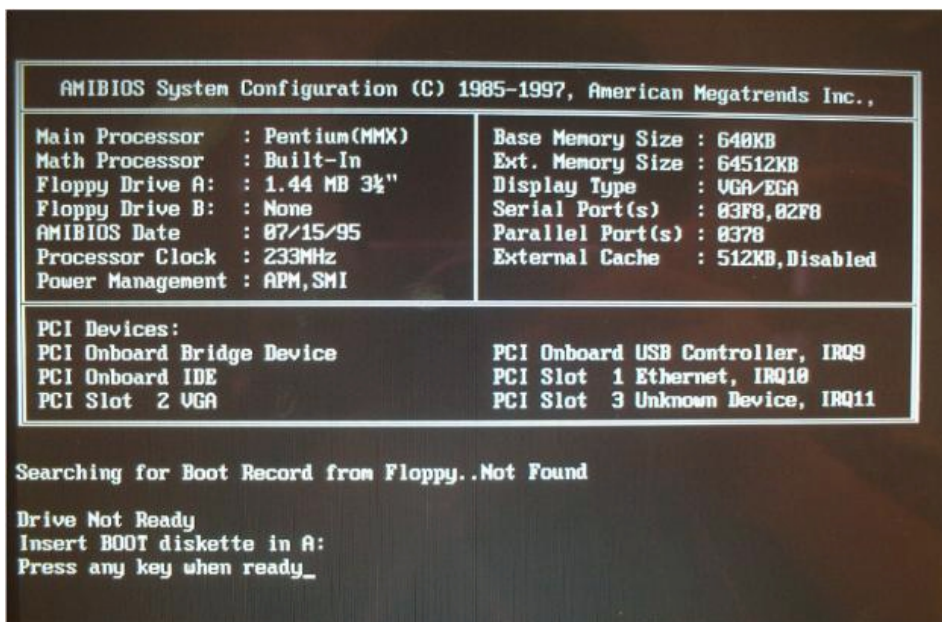 AMIBIOS System Configuration (C) 1985-1997, American Megatrends Inc.,
Main Processor : Pentium(MMX)
Math Processor : Built-In
Floppy Drive A: : 1.44 MB 3½"
Floppy Drive B: : None
AMIBIOS Date : 07/15/95
Processor Clock : 233MHz
Power Management : APM,SMI
Base Memory Size : 640KB
Ext. Memory Size : 64512KB
Display Type : VGA/EGA
Serial Port(s) : 03F8,02F8
Parallel Port(s) : 0378
External Cache : 512KB,Disabled
PCI Devices:
PCI Onboard Bridge Device
PCI Onboard IDE
PCI Slot 2 VGA
PCI Onboard USB Controller, IRQ9
PCI Slot 1 Ethernet, IRQ10
PCI Slot 3 Unknown Device, IRQ11
Searching for Boot Record from Floppy..Not Found
Drive Not Ready
Insert BOOT diskette in A:
Press any key when ready_